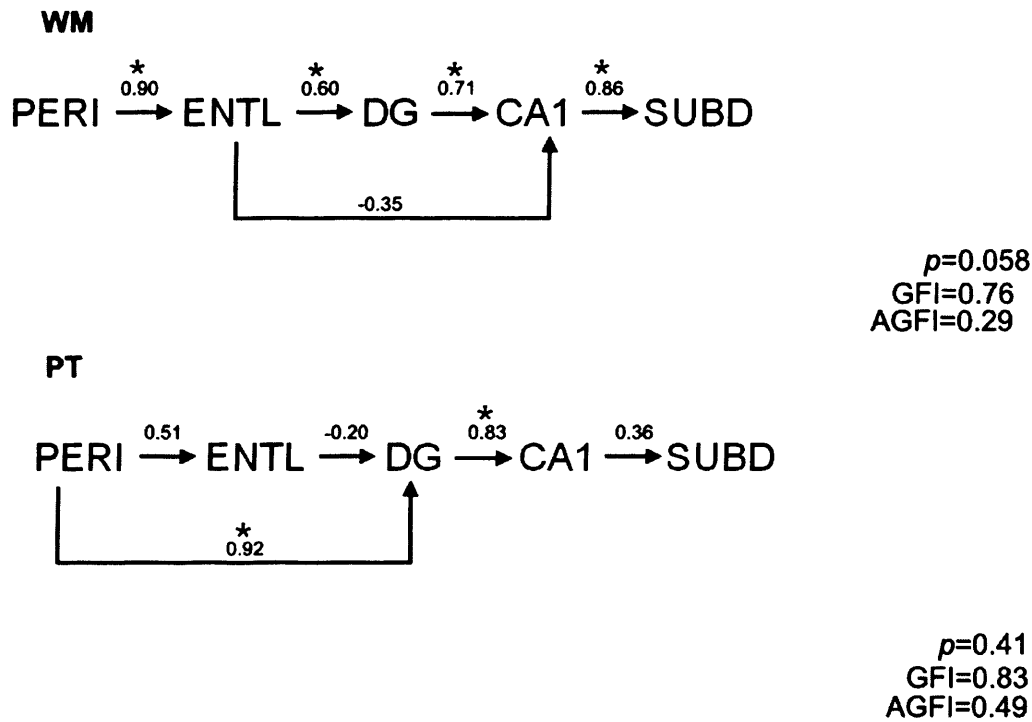 WM
* * * *
0.90 0.60 0.71 0.86
PERI ENTL DG CA1 SUBD
-0.35
p=0.058
GFI=0.76
AGFI=0.29
PT
*
0.51 -0.20 0.83 0.36
PERI ENTL DG CA1 SUBD
*
0.92
p=0.41
GFI=0.83
AGFI=0.49